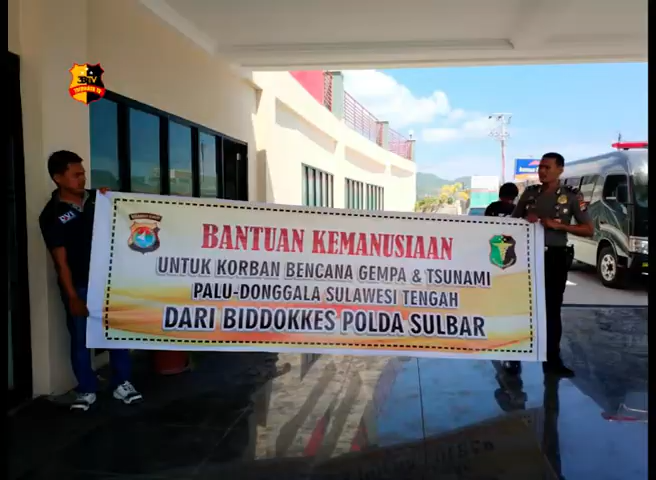 BANTUAN KEMANUSIAAN
UNTUK KORBAN BENCANA GEMPA & TSUNAMI
PALU-DONGGALA SULAWESI TENGAH
DARI BIDDOKKES POLDA SULBAR